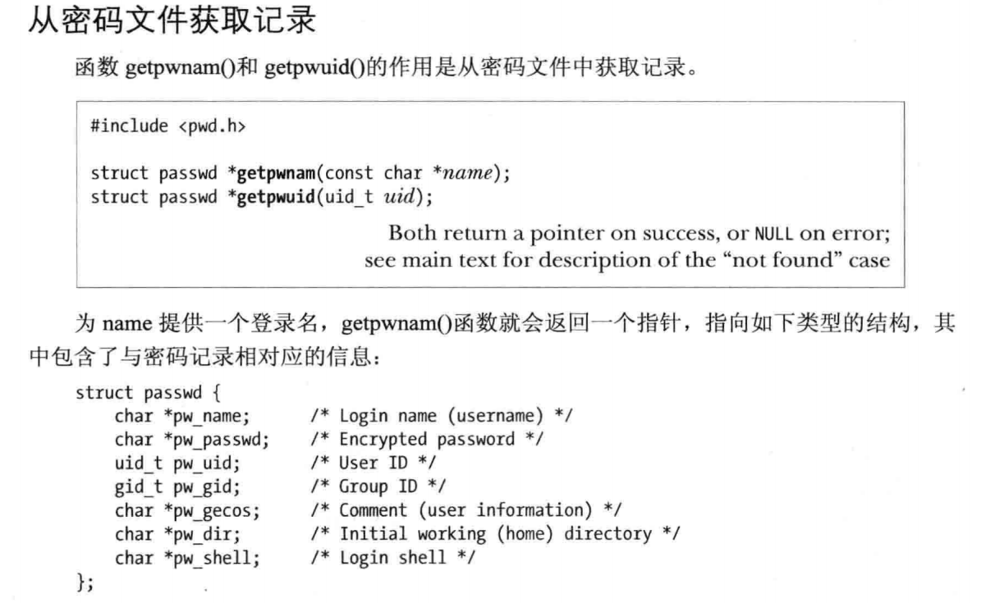 从密码文件获取记录
函数 getpwnam()和 getpwuid()的作用是从密码文件中获取记录。
#include <pwd.h>
struct passwd *getpwnam(const char *name);
struct passwd *getpwuid(uid_t uid);
Both return a pointer on success, or NULL on error;
see main text for description of the “not found” case
为 name 提供一个登录名，getpwnam()函数就会返回一个指针，指向如下类型的结构，其
中包含了与密码记录相对应的信息：
struct passwd {
    char *pw_name;      /* Login name (username) */
    char *pw_passwd;    /* Encrypted password */
    uid_t pw_uid;       /* User ID */
    gid_t pw_gid;       /* Group ID */
    char *pw_gecos;     /* Comment (user information) */
    char *pw_dir;       /* Initial working (home) directory */
    char *pw_shell;     /* Login shell */
};